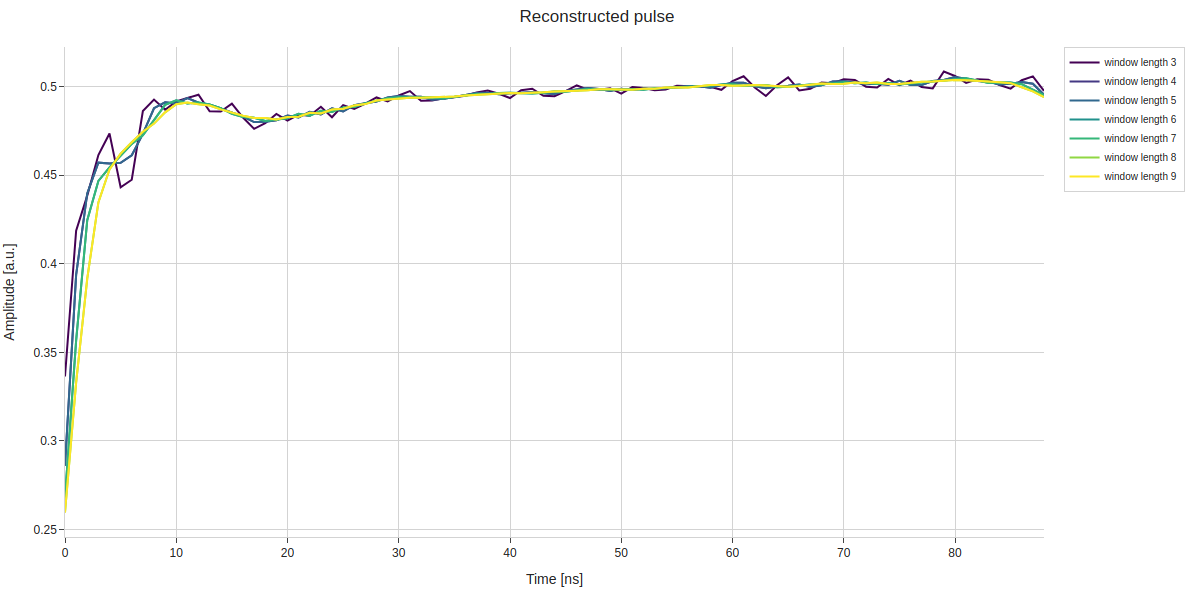 Reconstructed pulse
window length 3
window length 4
window length 5
window length 6
window length 7
window length 8
window length 9
Amplitude [a.u.]
0.5
0.45
0.4
0.35
0.3
0.25
0 10 20 30 40 50 60 70 80
Time [ns]